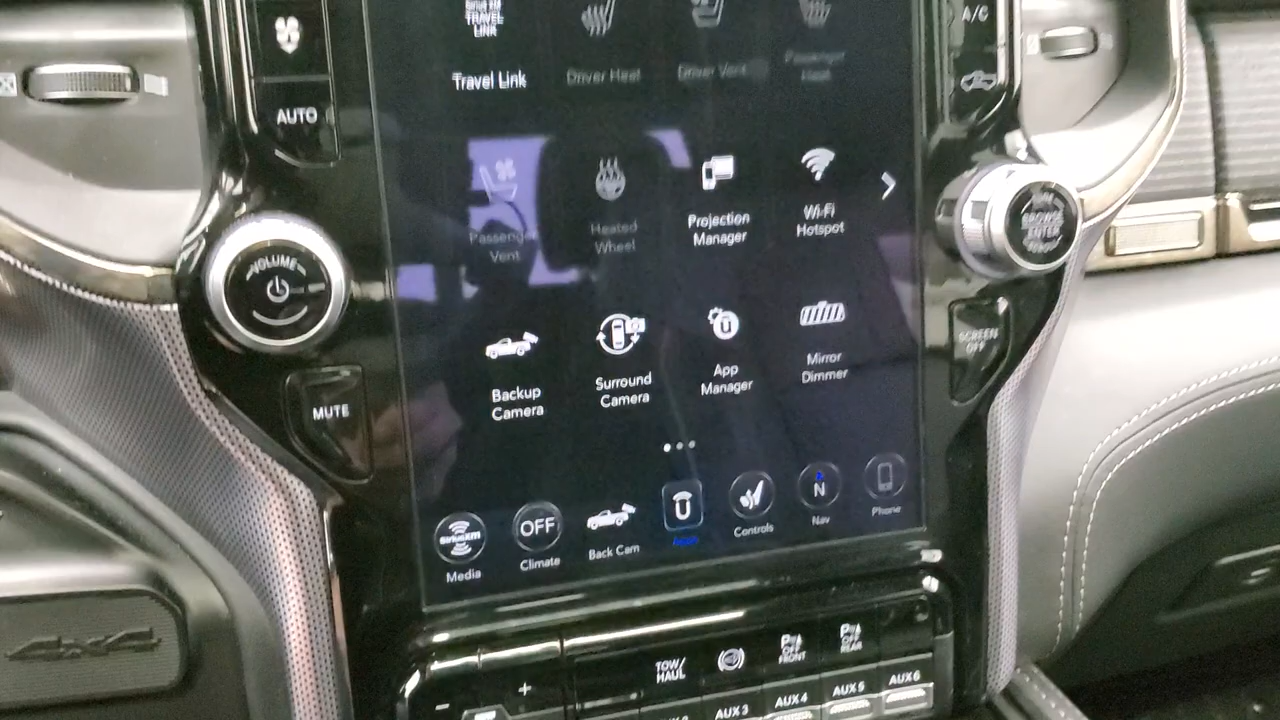 SiriusXM
TRAVEL
LINK
A/C
Travel Link
Driver Heat
Driver Vent
Passenger
Heat
AUTO
Passenger
Vent
Heated
Wheel
Projection
Manager
Wi-Fi
Hotspot
VOLUME
BROWSE
ENTER
Backup
Camera
Surround
Camera
App
Manager
Mirror
Dimmer
SCREEN
OFF
MUTE
SiriusXM
Media
OFF
Climate
Back Cam
Apps
Controls
N
Nav
Phone
4x4
TOW/
HAUL
P
OFF
FRONT
P
OFF
REAR
+
-
AUX 3
AUX 4
AUX 5
AUX 6